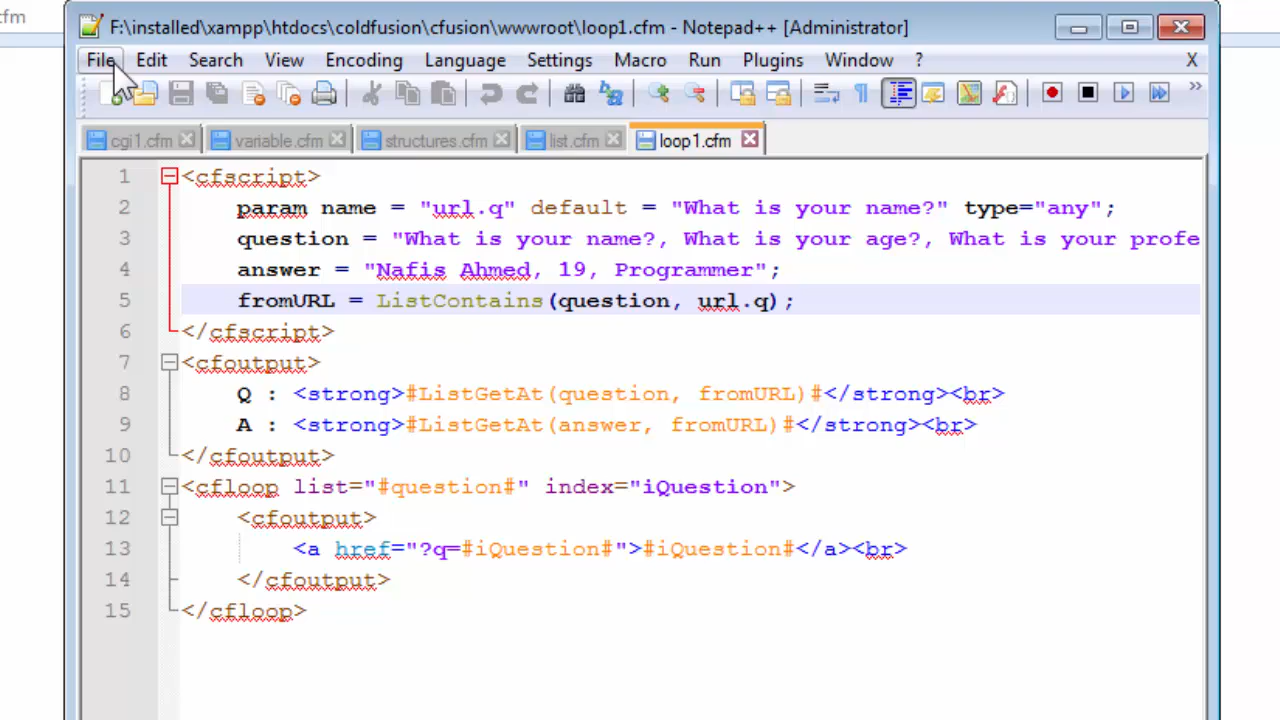 tfm
F:\installed\xampp\htdocs\coldfusion\cfusion\wwwroot\loop1.cfm - Notepad++ [Administrator]
File Edit Search View Encoding Language Settings Macro Run Plugins Window ? X
cgi1.cfm variable.cfm structures.cfm list.cfm loop1.cfm
1 <cfscript>
2 param name = "url.q" default = "What is your name?" type="any";
3 question = "What is your name?, What is your age?, What is your profe
4 answer = "Nafis Ahmed, 19, Programmer";
5 fromURL = ListContains(question, url.q);
6 </cfscript>
7 <cfoutput>
8 Q : <strong>#ListGetAt(question, fromURL)#</strong><br>
9 A : <strong>#ListGetAt(answer, fromURL)#</strong><br>
10 </cfoutput>
11 <cfloop list="#question#" index="iQuestion">
12 <cfoutput>
13 <a href="?q=#iQuestion#">#iQuestion#</a><br>
14 </cfoutput>
15 </cfloop>